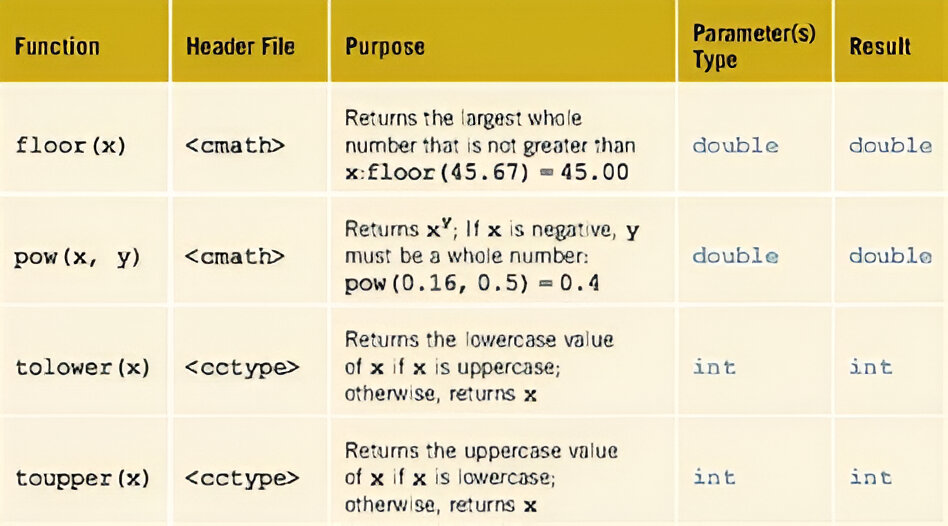 Function Header File Purpose Parameter(s) Type Result
floor(x) <cmath> Returns the largest whole number that is not greater than x:floor(45.67) = 45.00 double double
pow(x, y) <cmath> Returns xʸ; If x is negative, y must be a whole number: pow(0.16, 0.5) = 0.4 double double
tolower(x) <cctype> Returns the lowercase value of x if x is uppercase; otherwise, returns x int int
toupper(x) <cctype> Returns the uppercase value of x if x is lowercase; otherwise, returns x int int